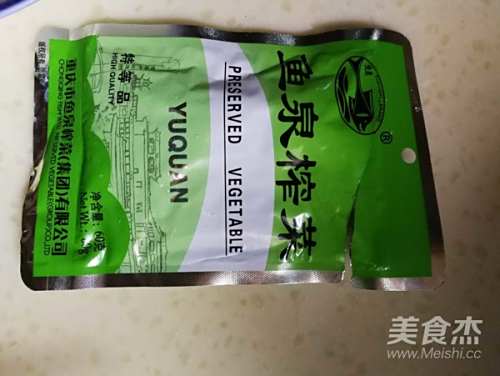 鱼泉榨菜
®
PRESERVED VEGETABLE
YUQUAN
特等品
HIGH QUALITY
净含量: 60g
重庆市鱼泉榨菜(集团)有限公司
美食杰
www.Meishi.cc